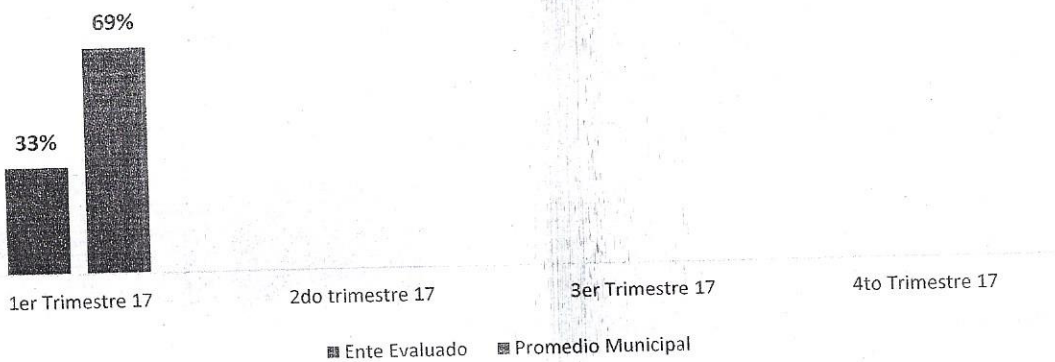 69%
33%
1er Trimestre 17 2do trimestre 17 3er Trimestre 17 4to Trimestre 17
Ente Evaluado Promedio Municipal